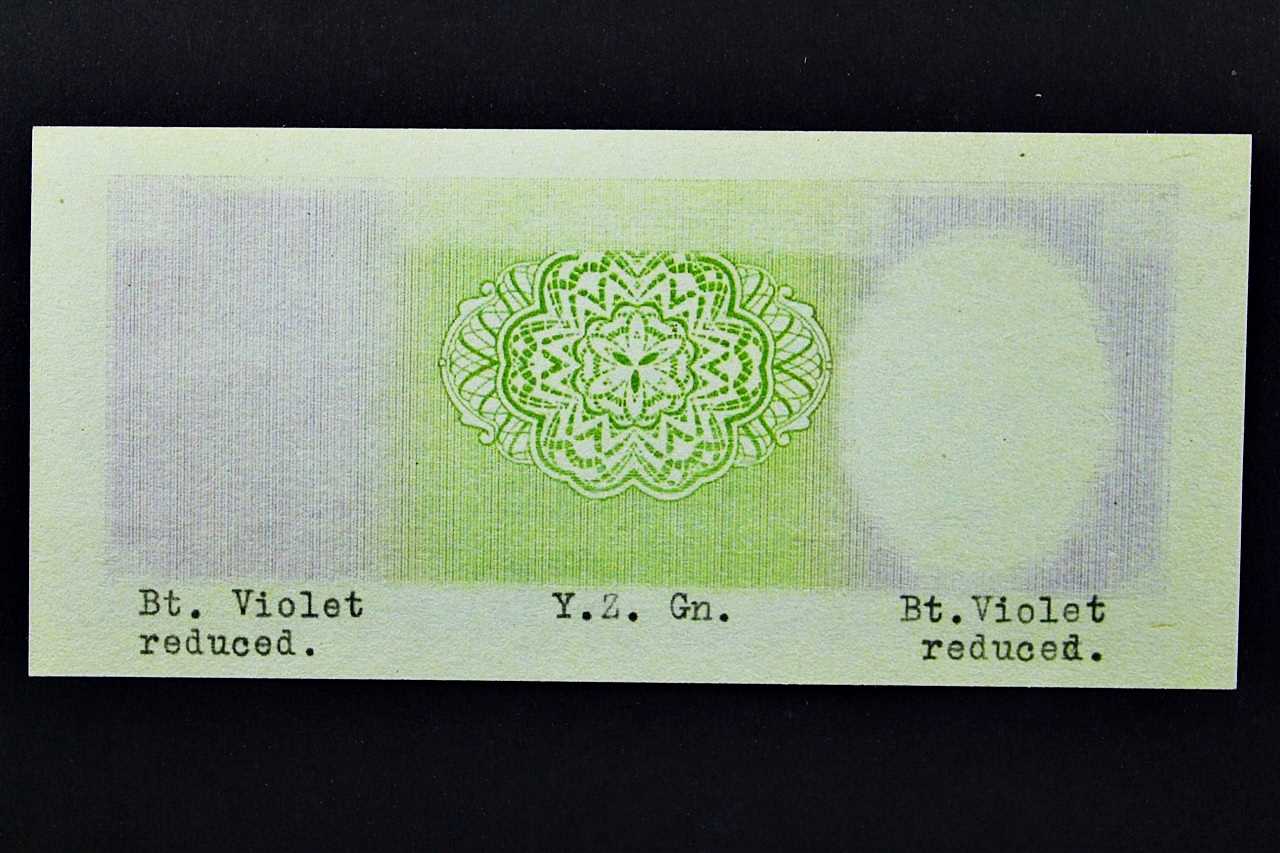 Bt. Violet
reduced.
Y.Z. Gn.
Bt.Violet
reduced.